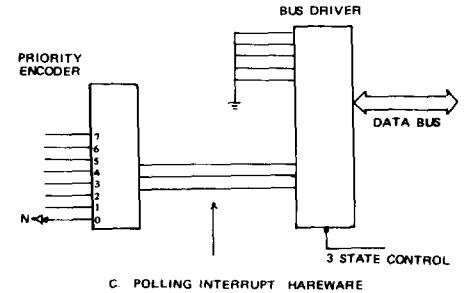 BUS DRIVER
PRIORITY
ENCODER
DATA BUS
7
6
5
4
3
2
1
N 0
3 STATE CONTROL
C. POLLING INTERRUPT HAREWARE